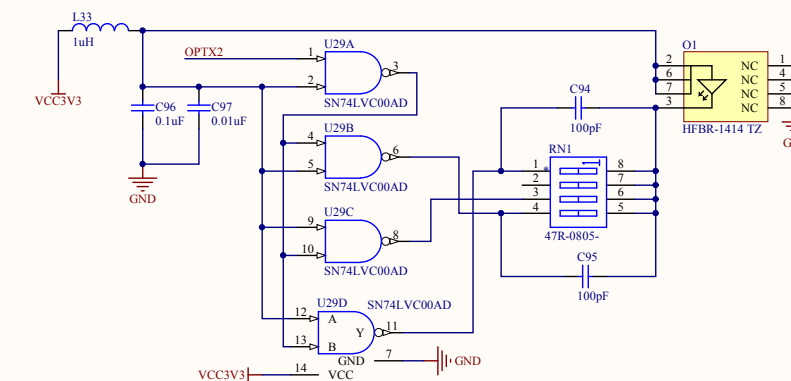 L33
1uH
VCC3V3
OPTX2
C96
0.1uF
C97
0.01uF
GND
U29A
1
2
3
SN74LVC00AD
U29B
4
5
6
SN74LVC00AD
U29C
9
10
8
SN74LVC00AD
U29D
SN74LVC00AD
12
A
13
B
Y
11
GND
7
GND
VCC3V3
14
VCC
C94
100pF
RN1
1
2
3
4
1
8
7
6
5
47R-0805-
C95
100pF
O1
2
6
7
3
NC
1
NC
4
NC
5
NC
8
HFBR-1414 TZ